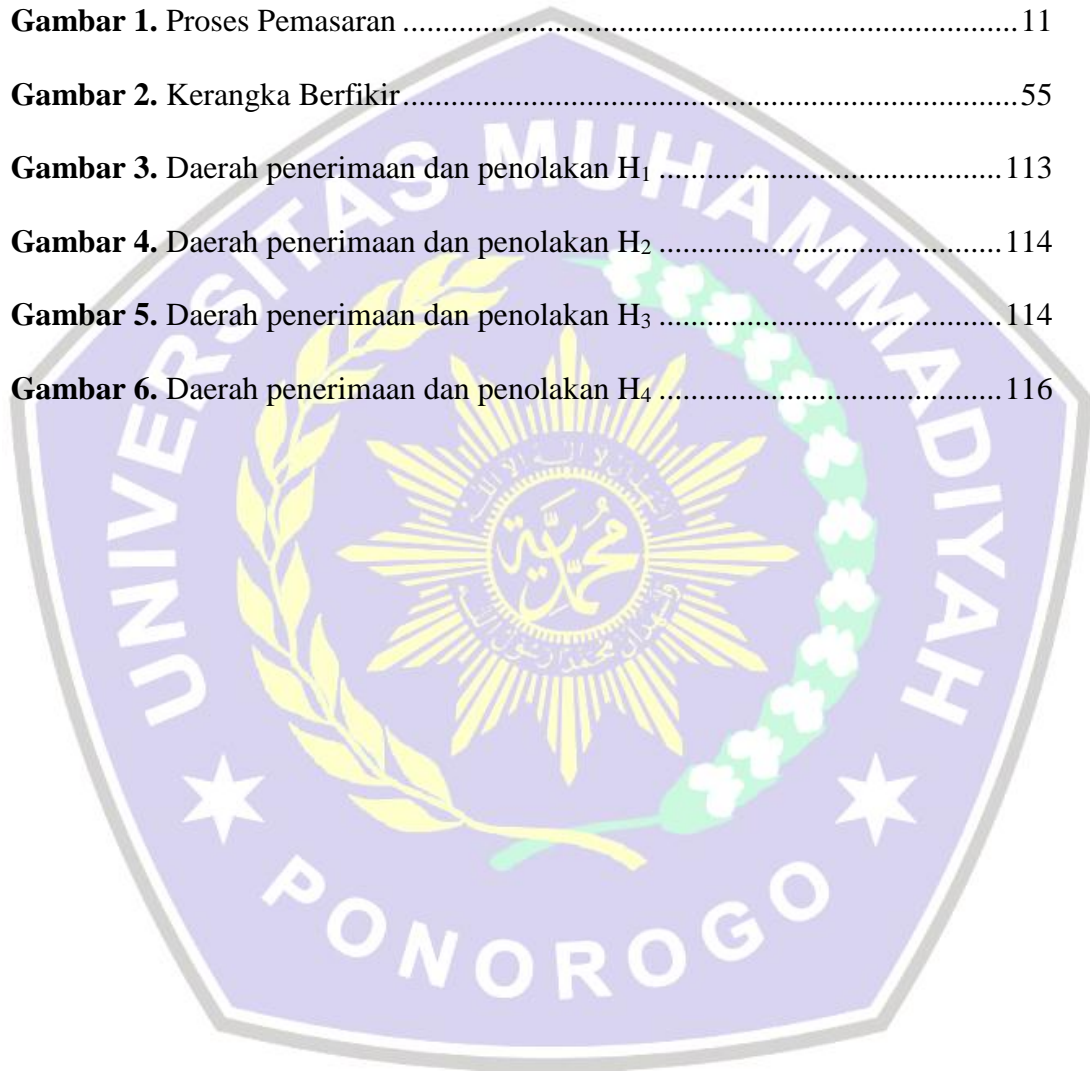 Gambar 1. Proses Pemasaran ........................................................................ 11
Gambar 2. Kerangka Berfikir ........................................................................ 55
Gambar 3. Daerah penerimaan dan penolakan H₁ ........................................ 113
Gambar 4. Daerah penerimaan dan penolakan H₂ ........................................ 114
Gambar 5. Daerah penerimaan dan penolakan H₃ ........................................ 114
Gambar 6. Daerah penerimaan dan penolakan H₄ ........................................ 116
UNIVERSITAS MUHAMMADIYAH
PONOROGO